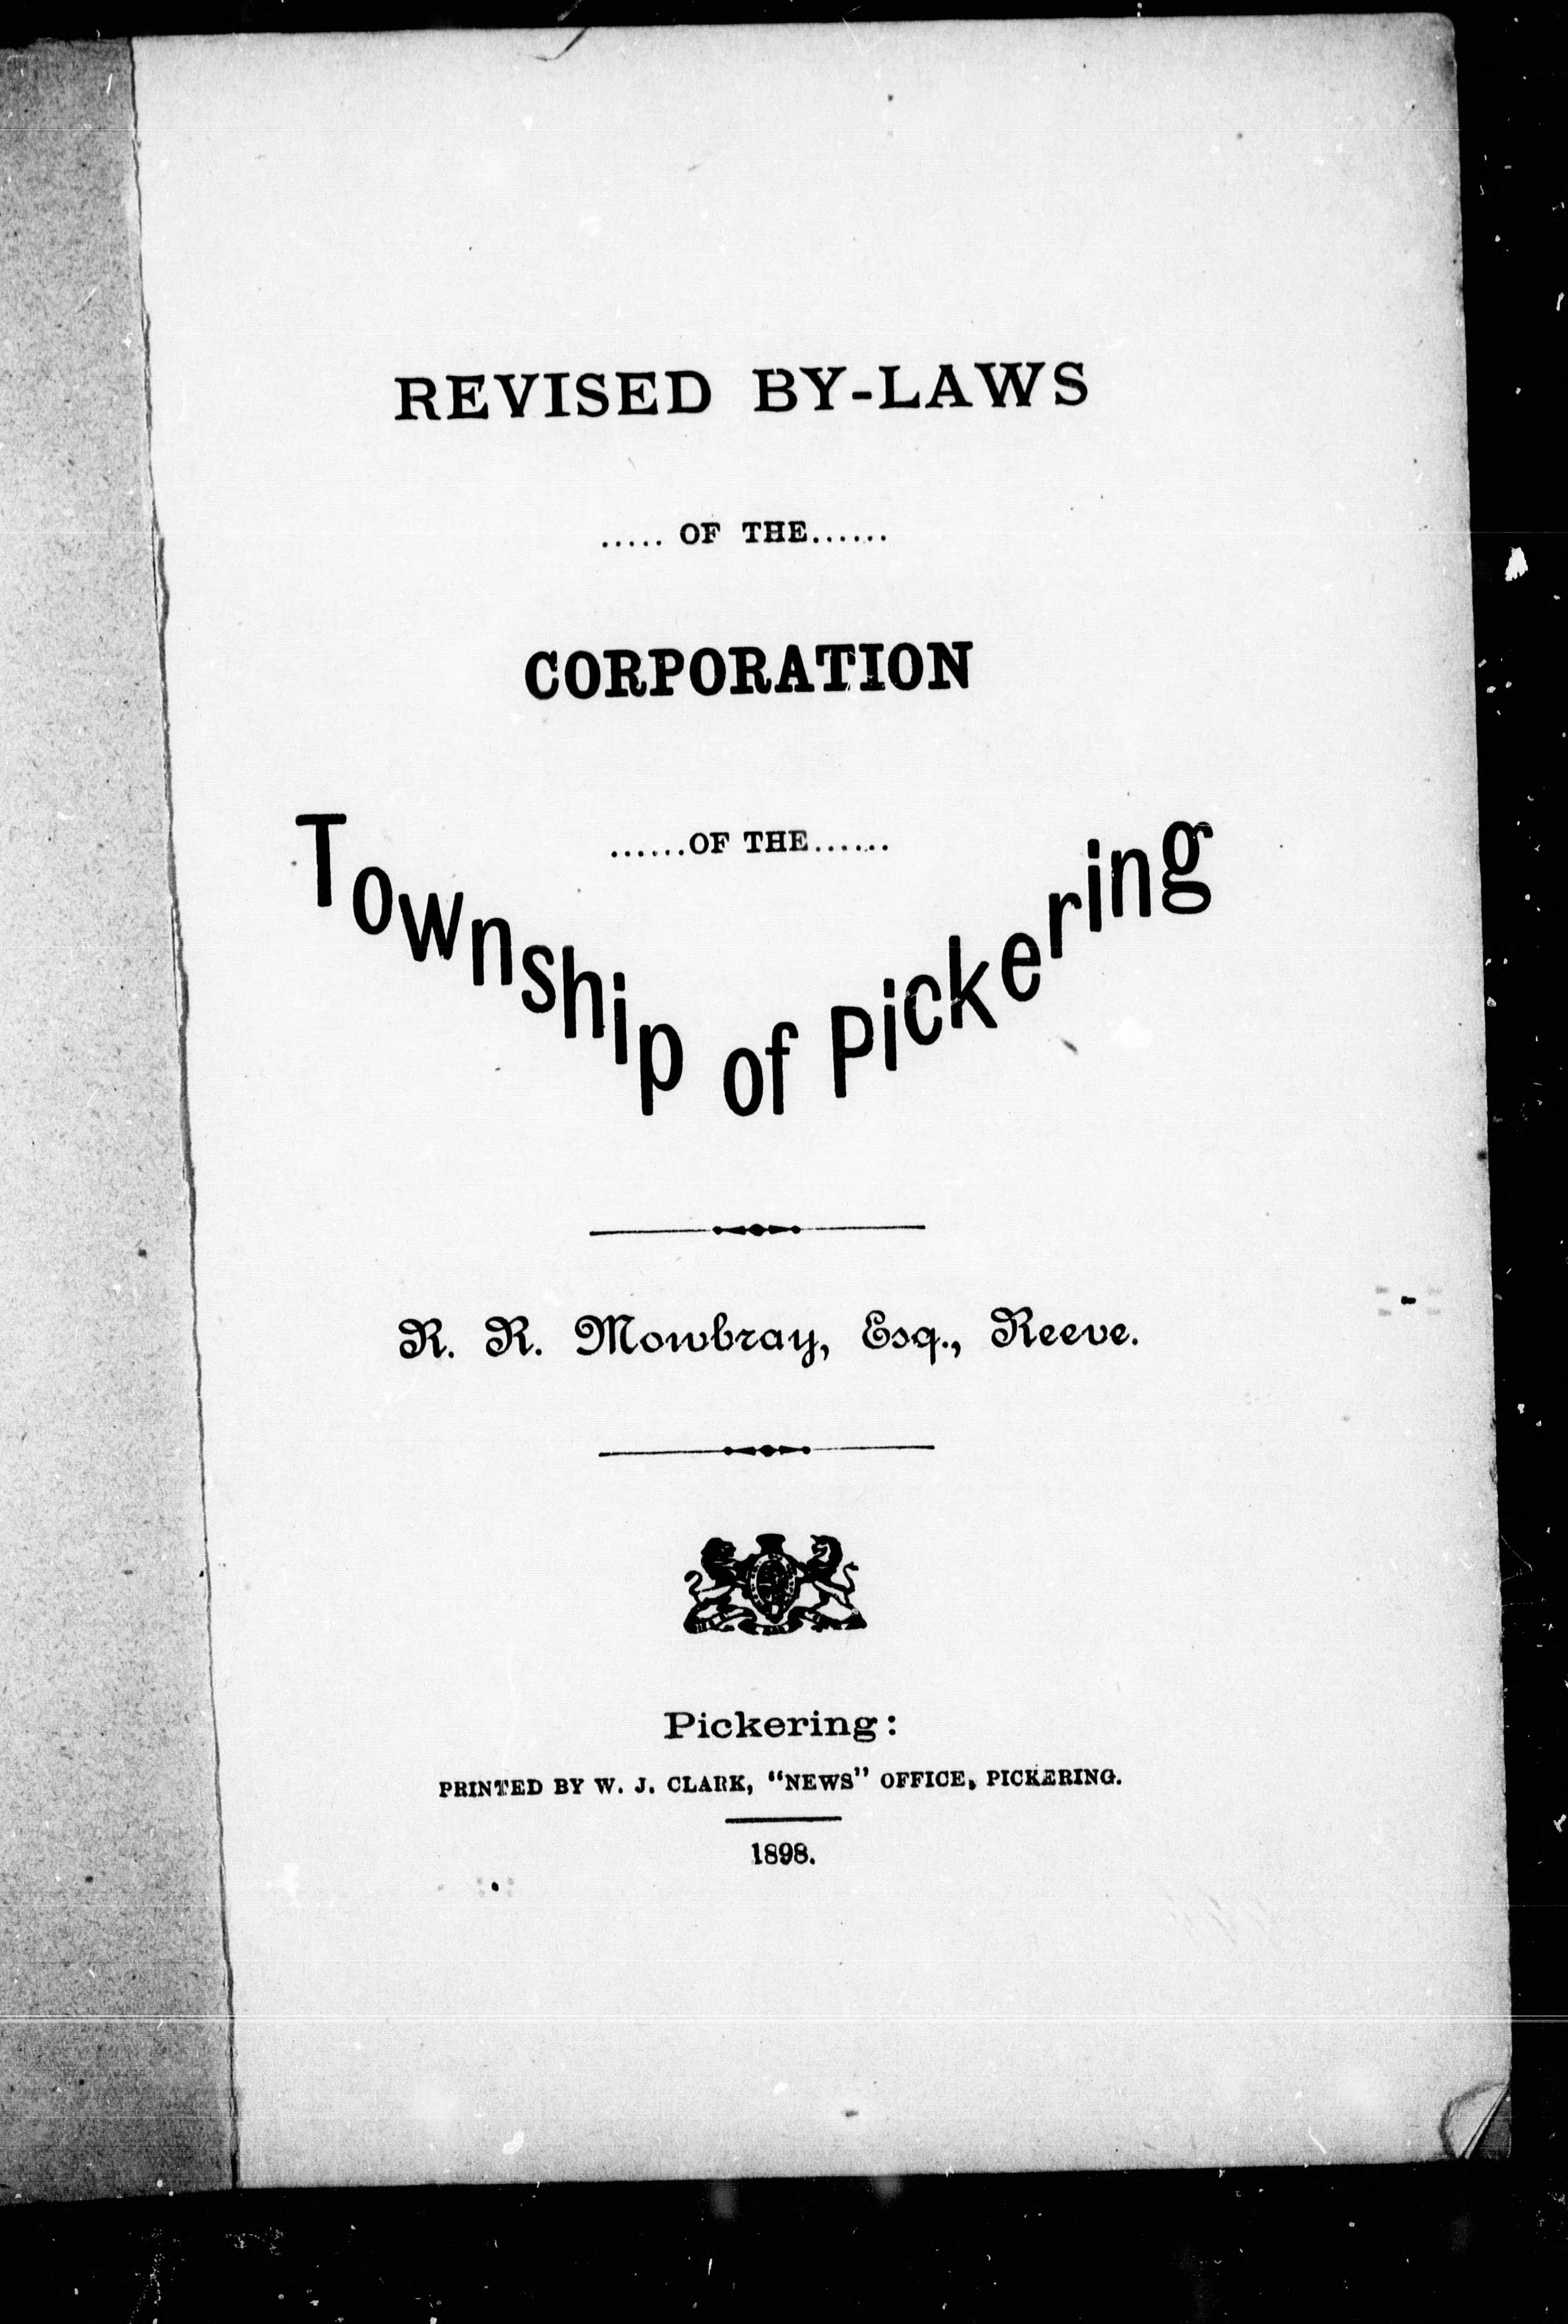 REVISED BY-LAWS
..... OF THE......
CORPORATION
......OF THE......
Township of Pickering
R. R. Mowbray, Esq., Reeve.
Pickering:
PRINTED BY W. J. CLARK, "NEWS" OFFICE, PICKERING.
1898.